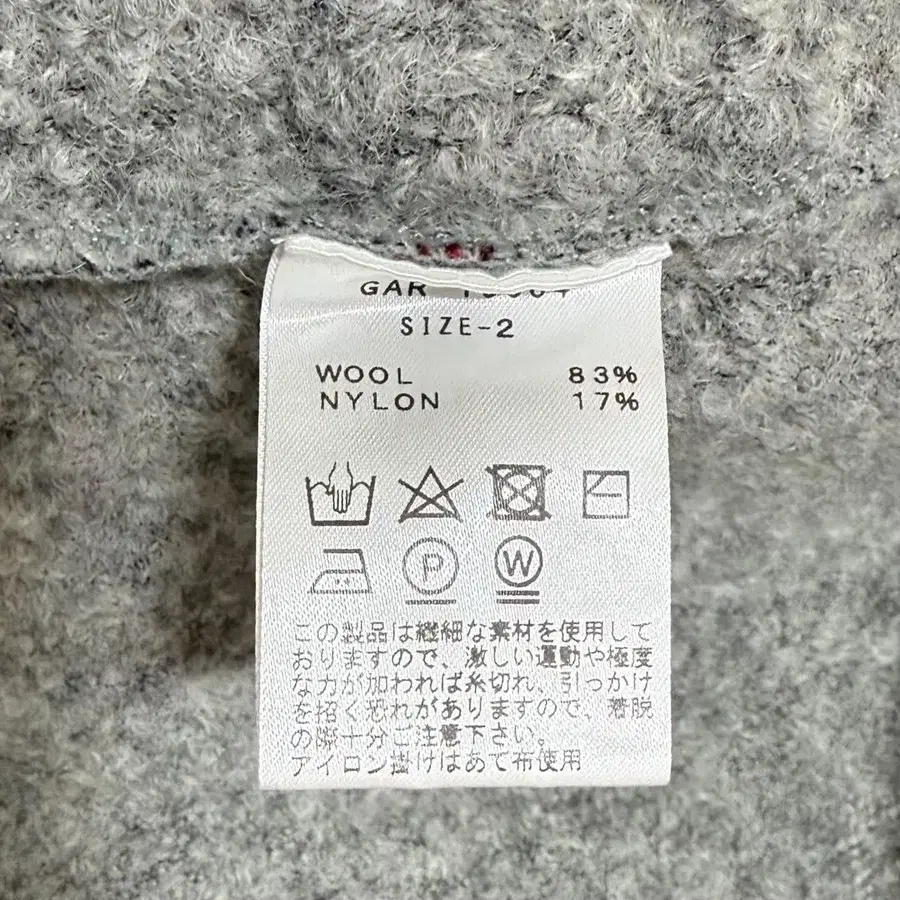 GAR
SIZE-2
WOOL 83%
NYLON 17%
P
W
この製品は繊細な素材を使用して
おりますので、激しい運動や極度
な力が加われば糸切れ、引っかけ
を招く恐れがありますので、着脱
の際十分ご注意下さい。
アイロン掛けはあて布使用